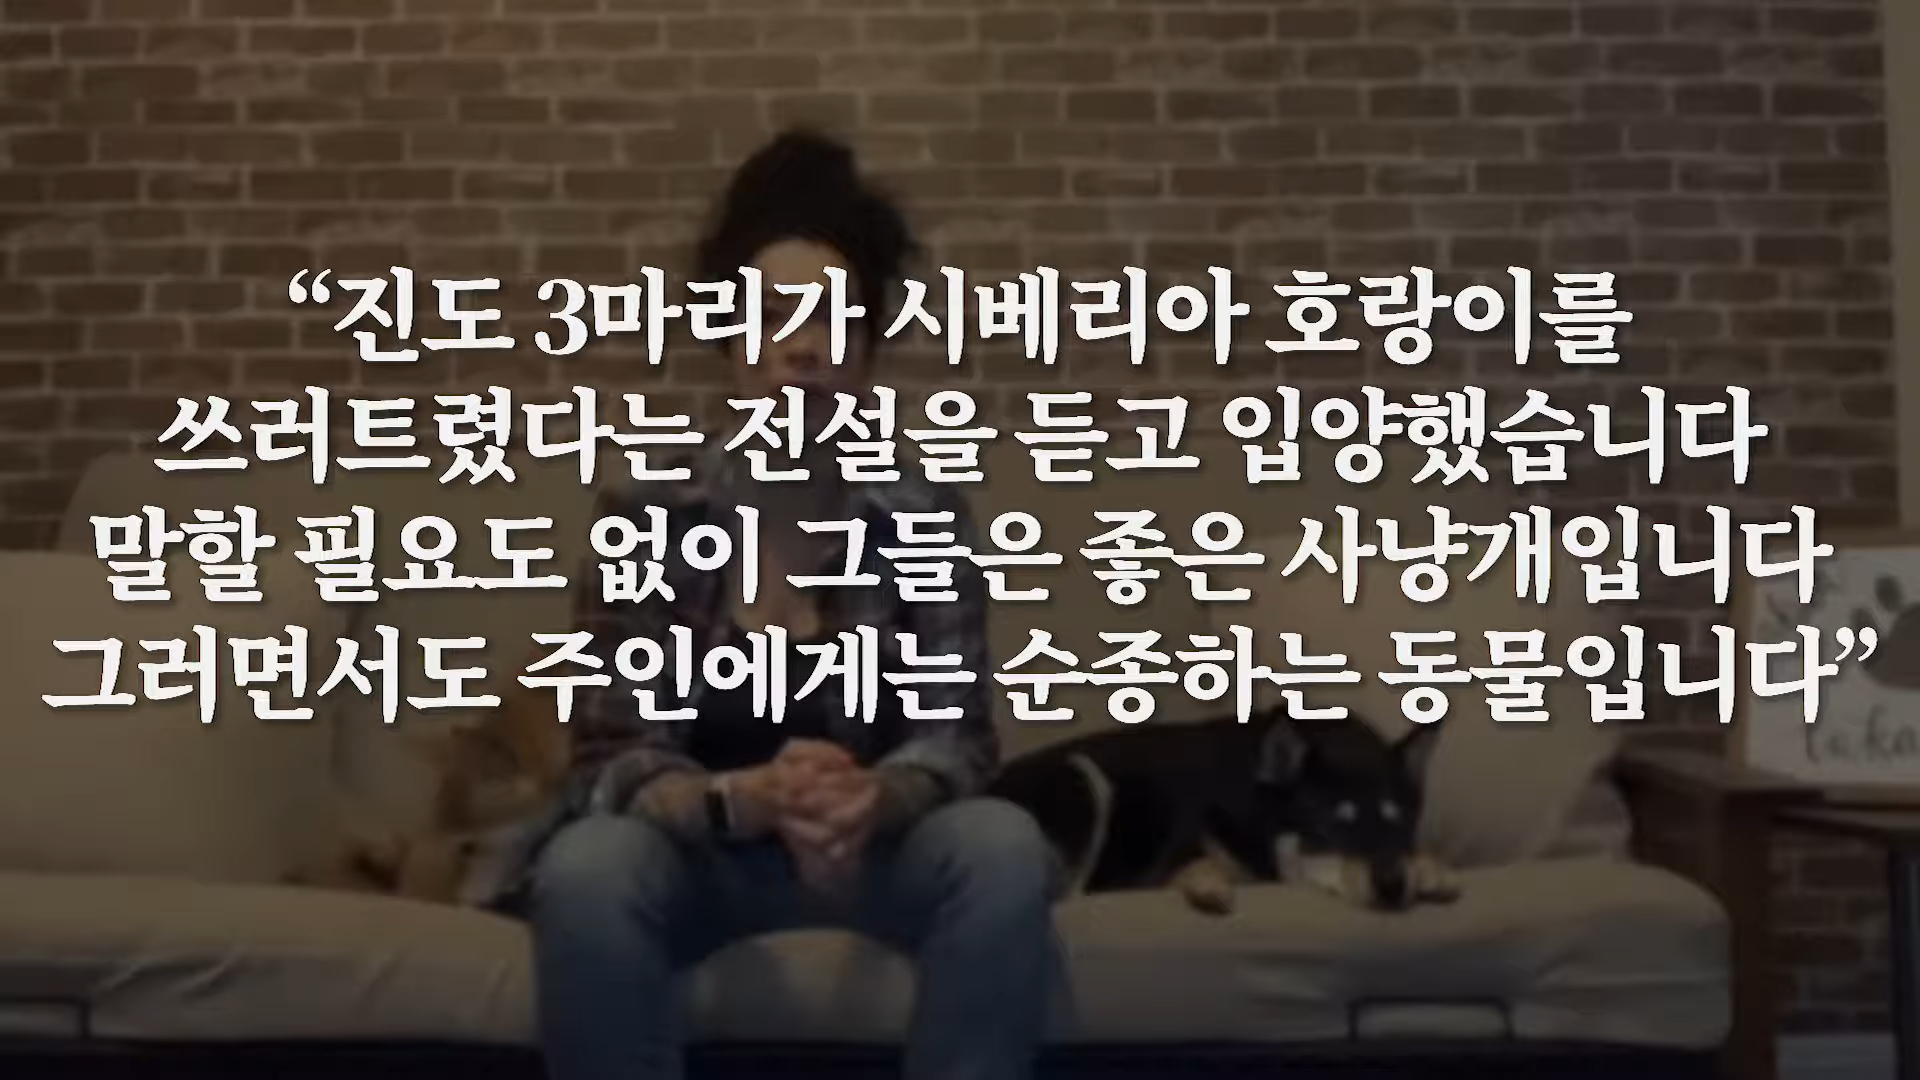 “진도 3마리가 시베리아 호랑이를
쓰러트렸다는 전설을 듣고 입양했습니다
말할 필요도 없이 그들은 좋은 사냥개입니다
그러면서도 주인에게는 순종하는 동물입니다”